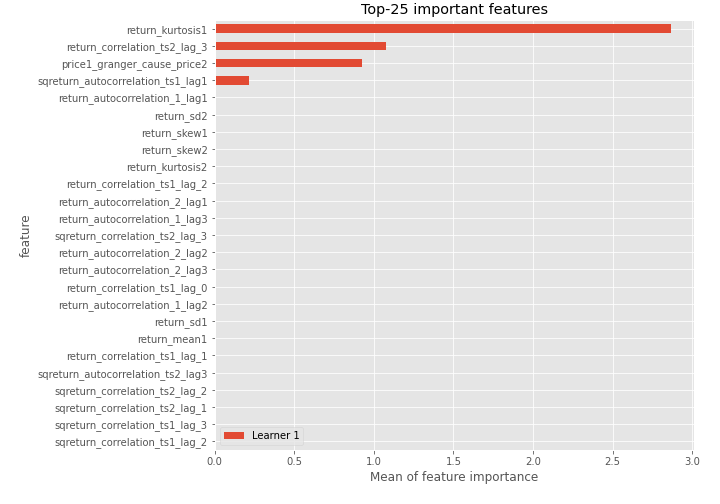 Top-25 important features
return_kurtosis1
return_correlation_ts2_lag_3
price1_granger_cause_price2
sqreturn_autocorrelation_ts1_lag1
return_autocorrelation_1_lag1
return_sd2
return_skew1
return_skew2
return_kurtosis2
return_correlation_ts1_lag_2
return_autocorrelation_2_lag1
return_autocorrelation_1_lag3
sqreturn_correlation_ts2_lag_3
return_autocorrelation_2_lag2
return_autocorrelation_2_lag3
return_correlation_ts1_lag_0
return_autocorrelation_1_lag2
return_sd1
return_mean1
return_correlation_ts1_lag_1
sqreturn_autocorrelation_ts2_lag3
sqreturn_correlation_ts2_lag_2
sqreturn_correlation_ts2_lag_1
sqreturn_correlation_ts1_lag_3
sqreturn_correlation_ts1_lag_2
feature
Learner 1
0.0 0.5 1.0 1.5 2.0 2.5 3.0
Mean of feature importance